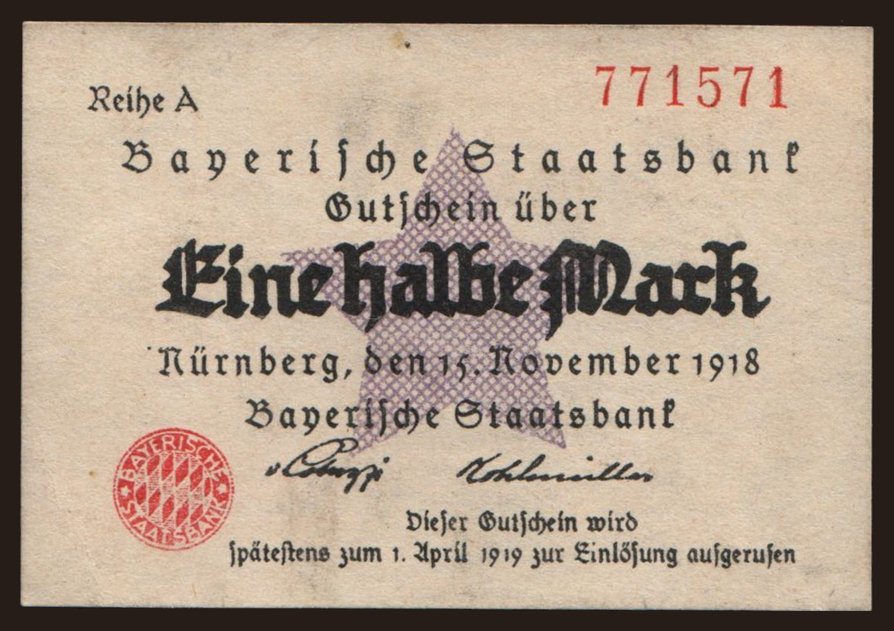 Reihe A
771571
Bayerische Staatsbank
Gutschein über
Eine halbe Mark
Nürnberg, den 15. November 1918
Bayerische Staatsbank
Kohlmüller
BAYERISCHE STAATSBANK
Dieser Gutschein wird
spätestens zum 1. April 1919 zur Einlösung aufgerufen